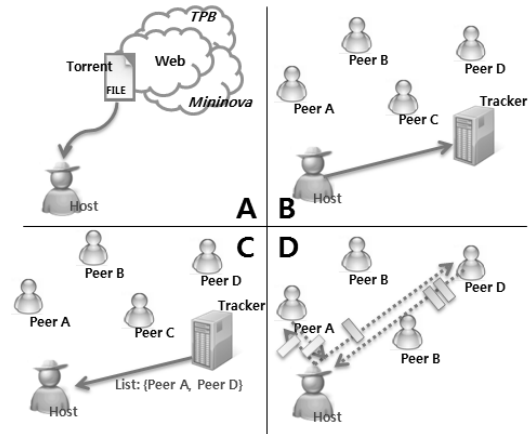 TPB
Torrent
Web
FILE
Mininova
Host
A
Peer B
Peer D
Peer A
Peer C
Tracker
Host
B
C
Peer B
Peer D
Peer A
Peer C
Tracker
List: {Peer A, Peer D}
Host
D
Peer B
Peer D
Peer A
Peer B
Host